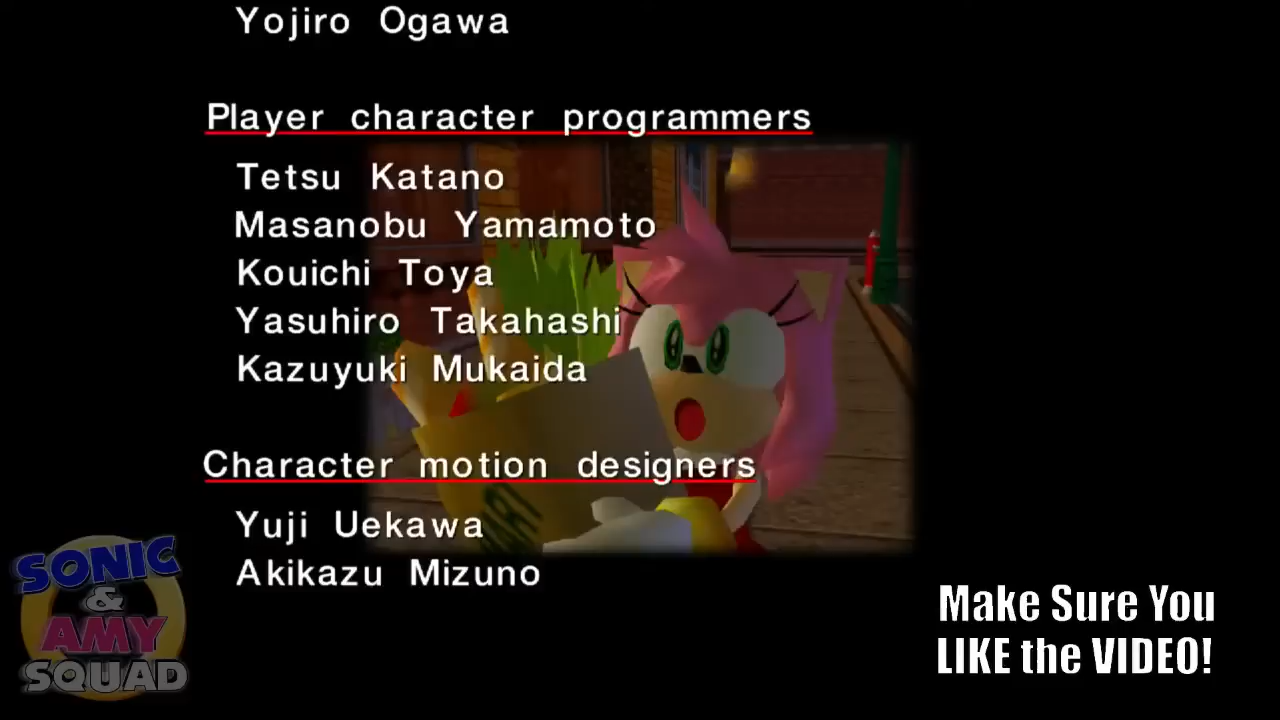 Yojiro Ogawa
Player character programmers
Tetsu Katano
Masanobu Yamamoto
Kouichi Toya
Yasuhiro Takahashi
Kazuyuki Mukaida
Character motion designers
Yuji Uekawa
Akikazu Mizuno
SONIC
&
AMY
SQUAD
Make Sure You
LIKE the VIDEO!